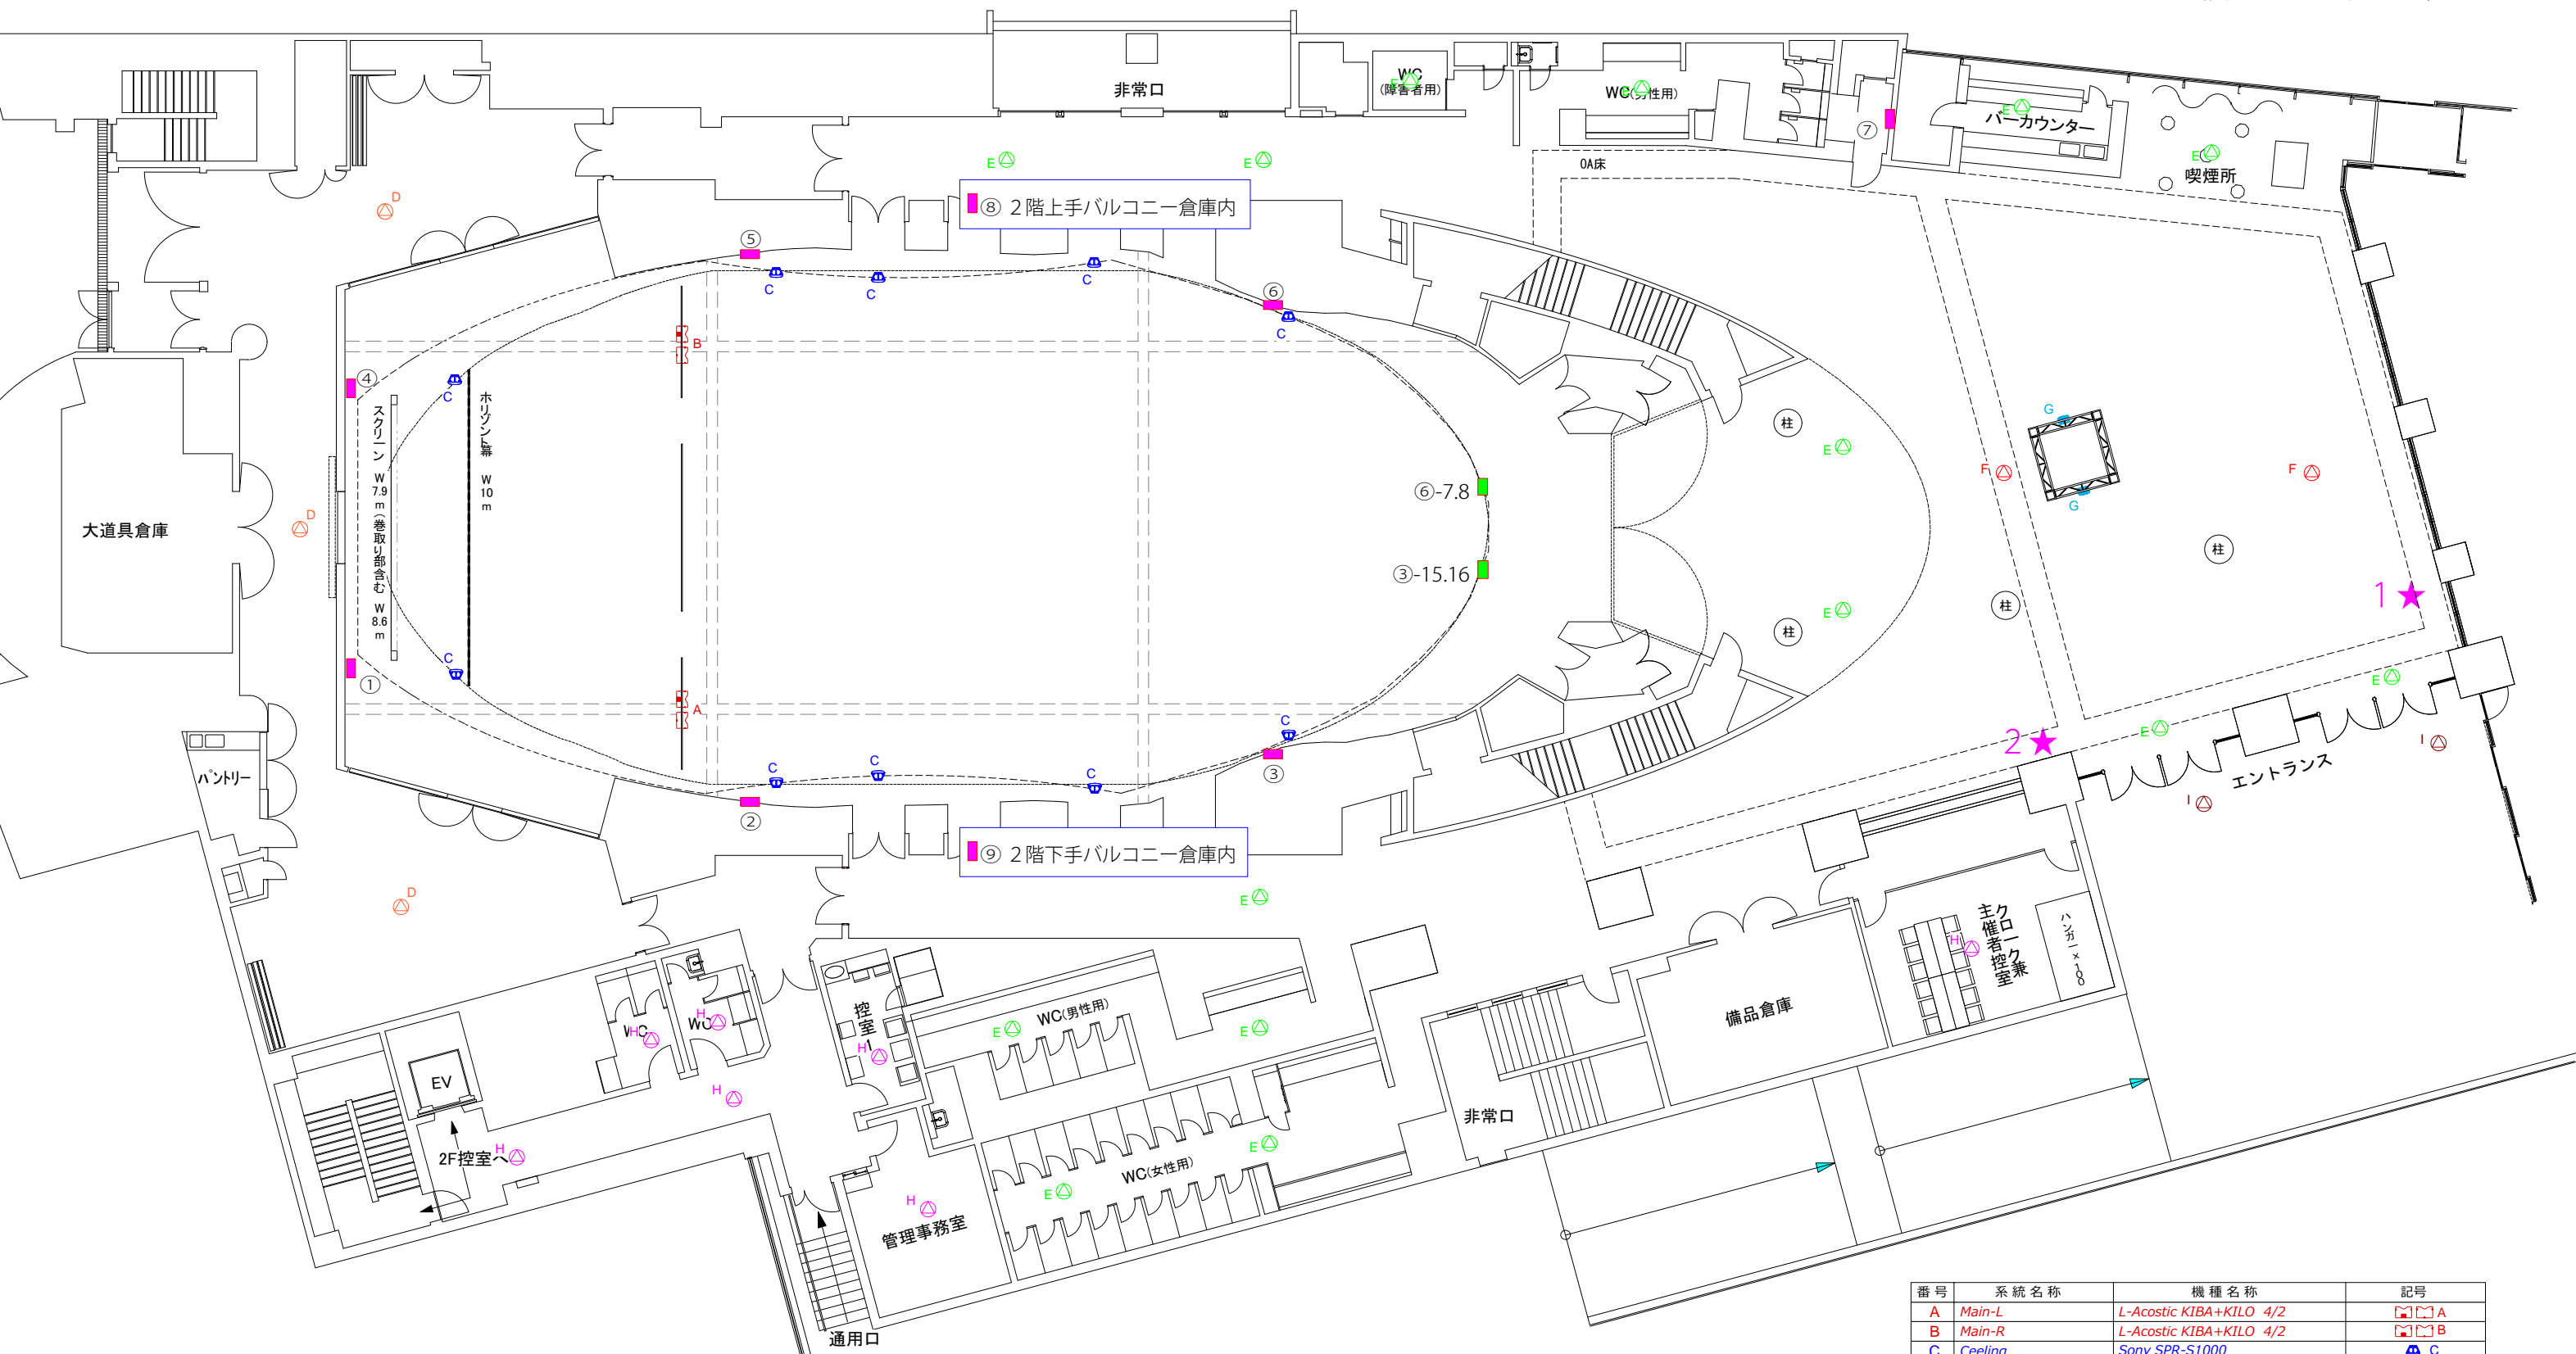 非常口
WC
(障害者用)
E
WC(男性用)
E
バーカウンター
E
喫煙所
E
OA床
⑦
E
E
D
⑧ 2階上手バルコニー倉庫内
⑤
C
C
C
⑥
C
④
C
B
スクリーン W7.9m(巻取り部含む W8.6m
ホリゾント幕 W10m
柱
E
G
F
F
G
⑥-7.8
③-15.16
大道具倉庫
D
柱
柱
柱
E
1★
2★
E
E
I
I
エントランス
①
C
A
C
C
C
C
③
②
パントリー
⑨ 2階下手バルコニー倉庫内
D
E
控室1
H
WC
H
WC
H
H
WC(男性用)
E
E
備品倉庫
クローク兼
主催者控室
H
ハンガー×100
EV
2F控室へ
H
非常口
WC(女性用)
E
E
H
管理事務室
通用口
番号 系統名称 機種名称 記号
A Main-L L-Acostic KIBA+KILO 4/2 A
B Main-R L-Acostic KIBA+KILO 4/2 B
C Ceeling Sony SPR-S1000 C